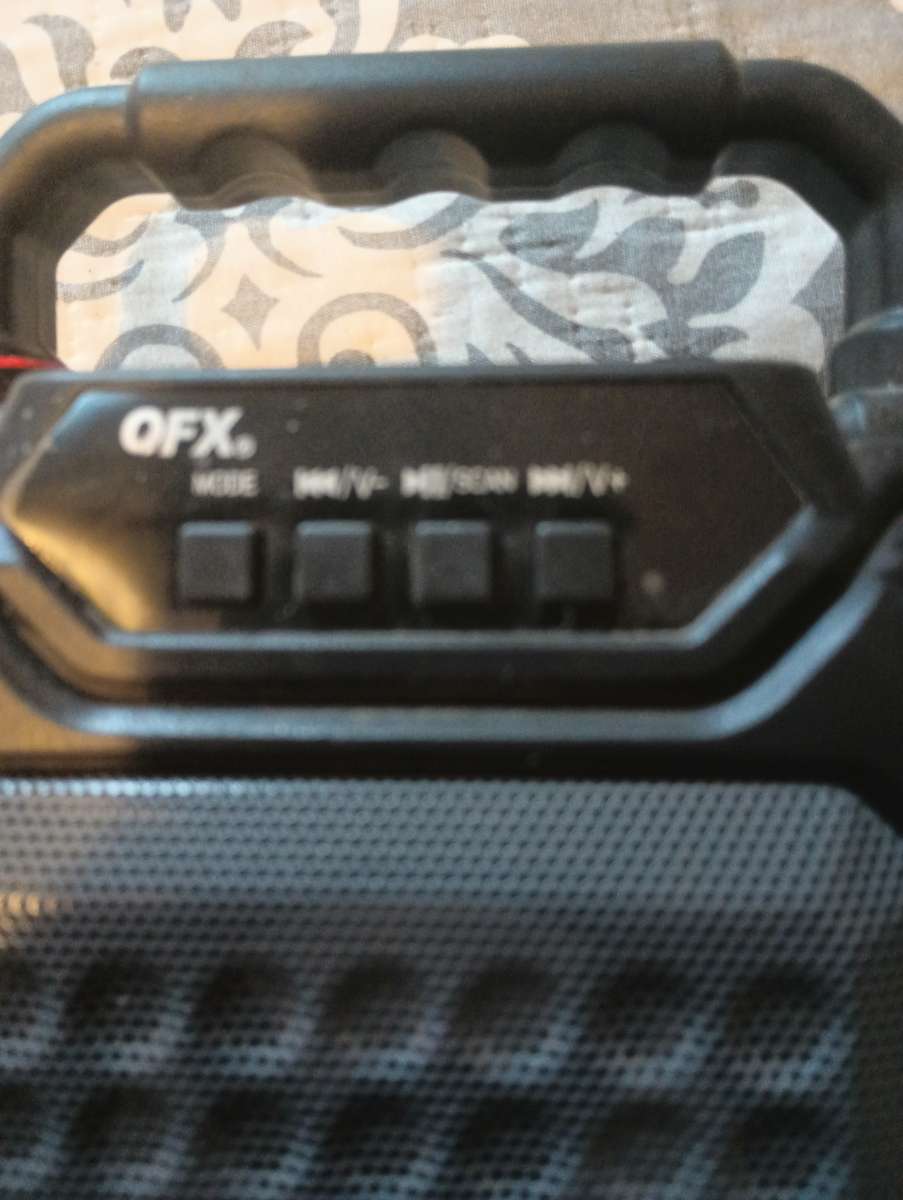 QFX®
MODE ⏮/V- ⏯/SCAN ⏭/V+